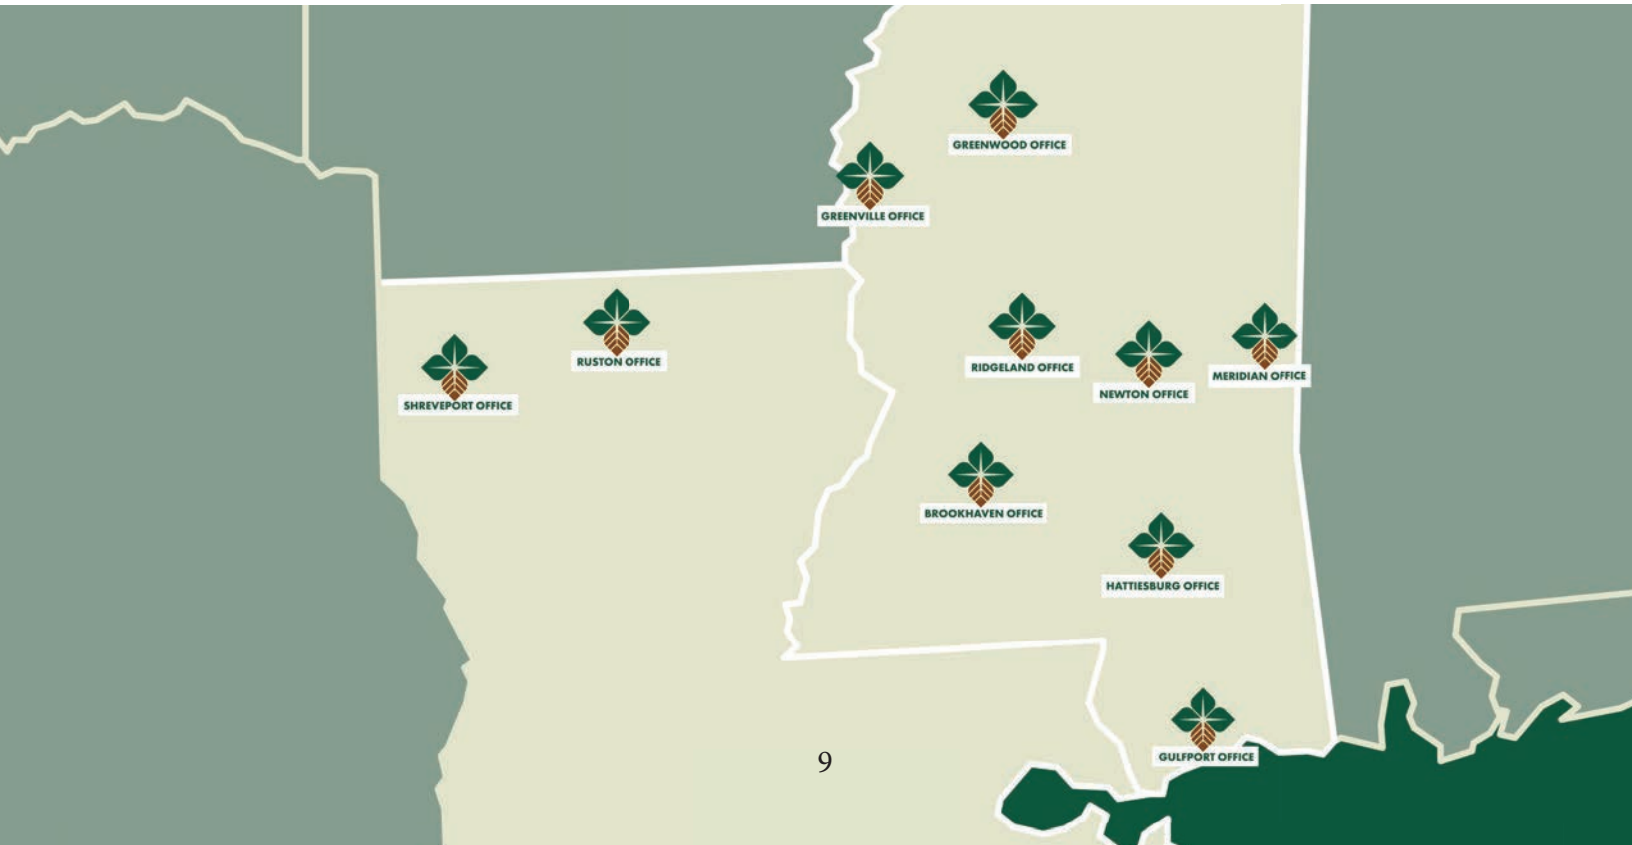 GREENWOOD OFFICE
GREENVILLE OFFICE
RUSTON OFFICE
RIDGELAND OFFICE
MERIDIAN OFFICE
NEWTON OFFICE
SHREVEPORT OFFICE
BROOKHAVEN OFFICE
HATTIESBURG OFFICE
GULFPORT OFFICE
9